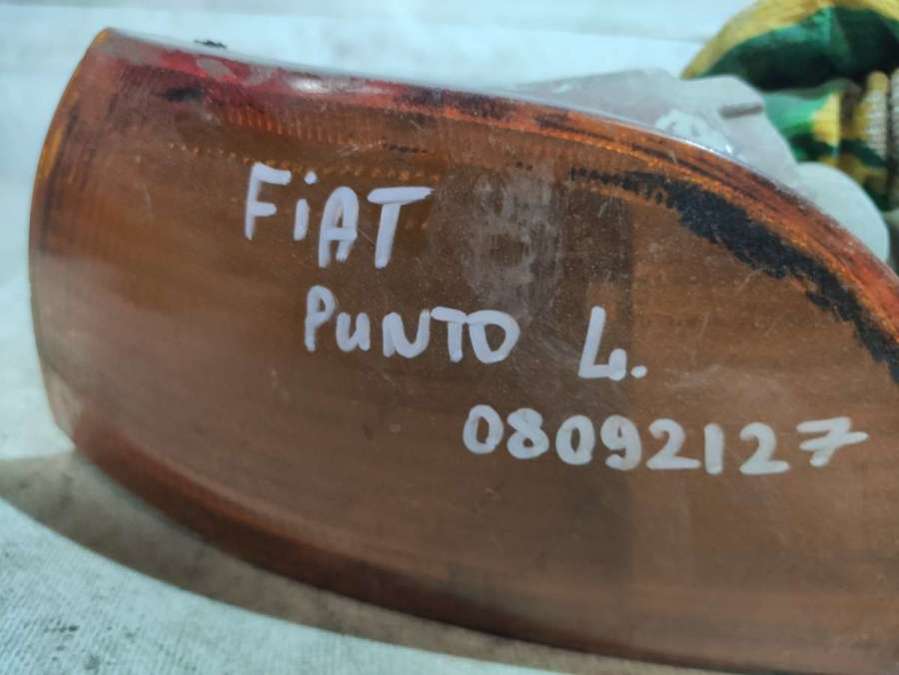 FiAT
PUNTO L.
08092127